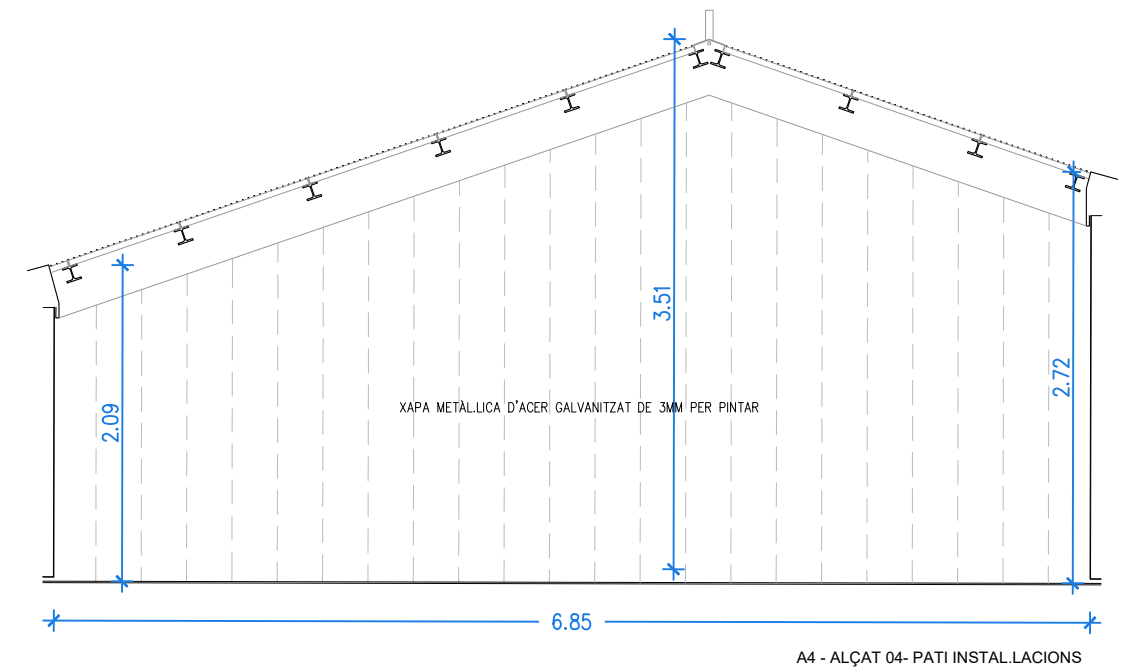 3.51
2.72
XAPA METÀL.LICA D'ACER GALVANITZAT DE 3MM PER PINTAR
2.09
6.85
A4 - ALÇAT 04- PATI INSTAL.LACIONS